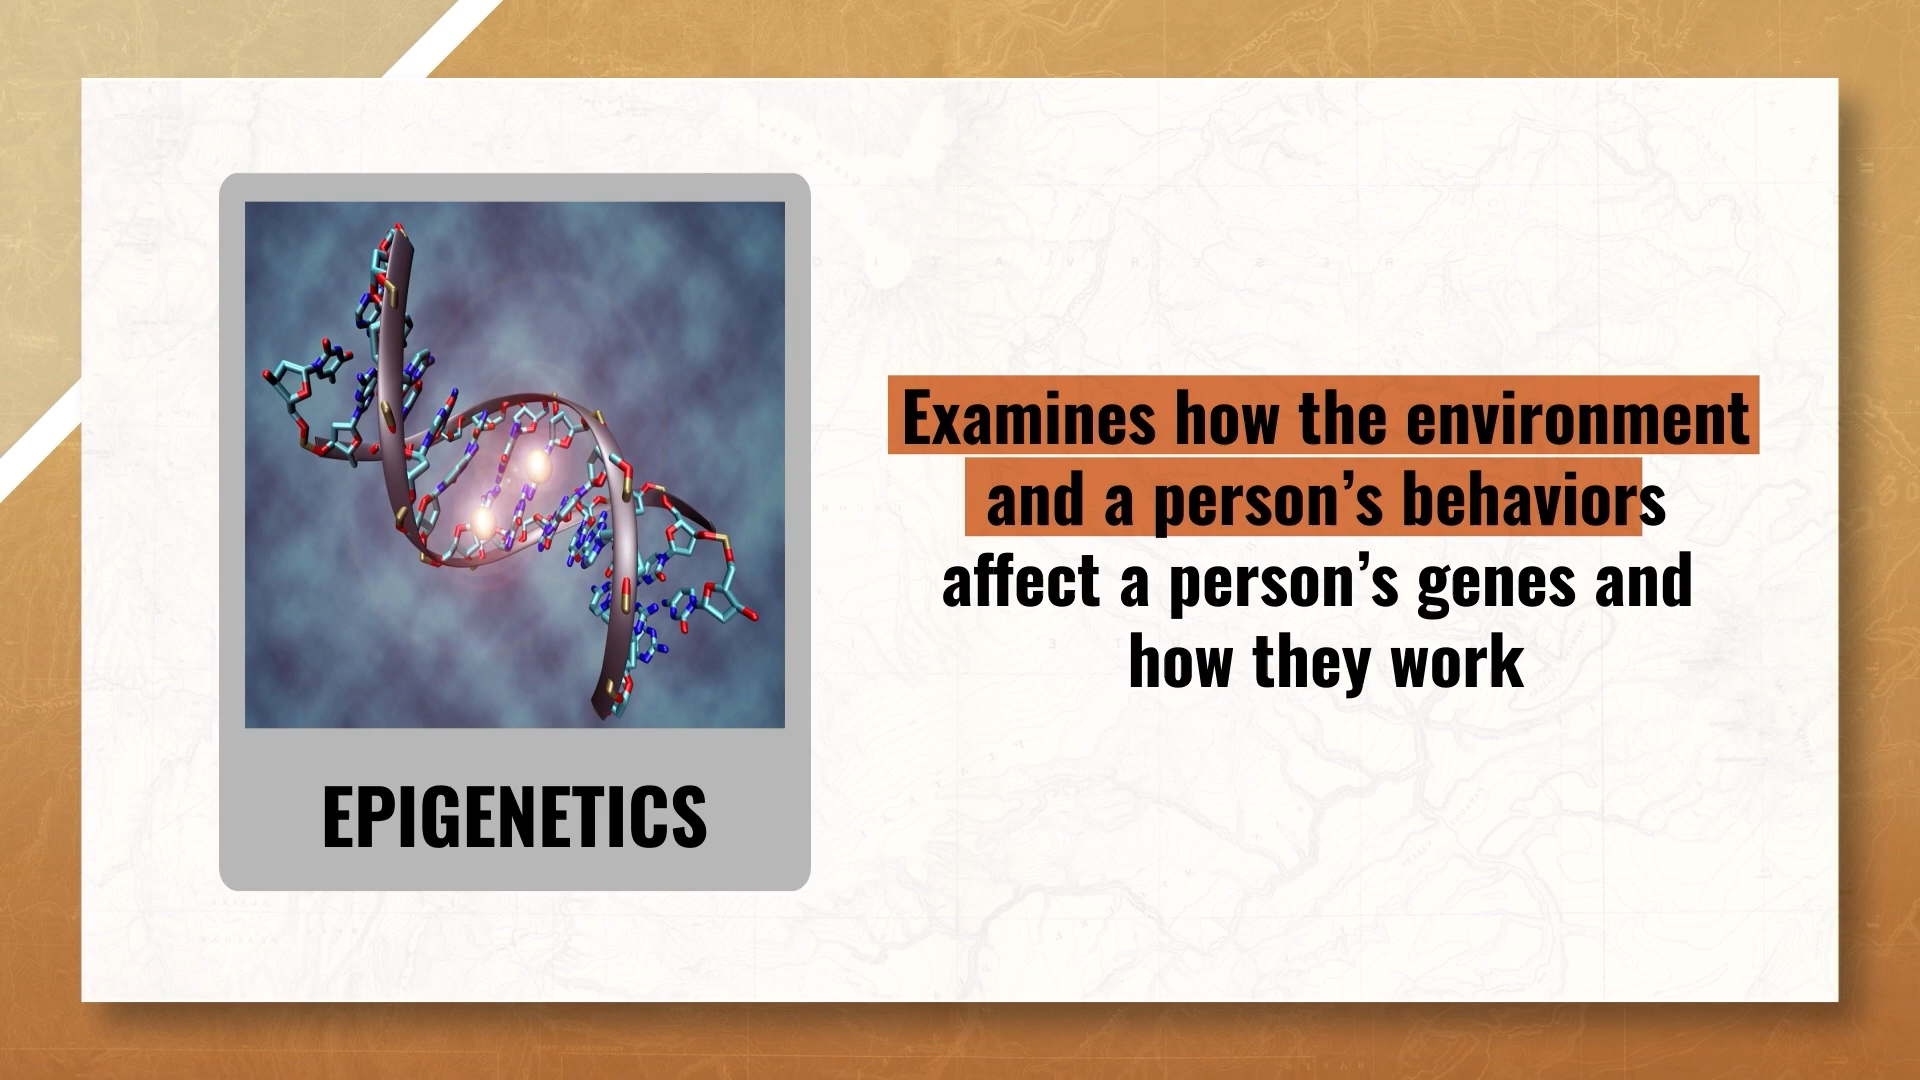 EPIGENETICS
Examines how the environment
and a person’s behaviors
affect a person’s genes and
how they work